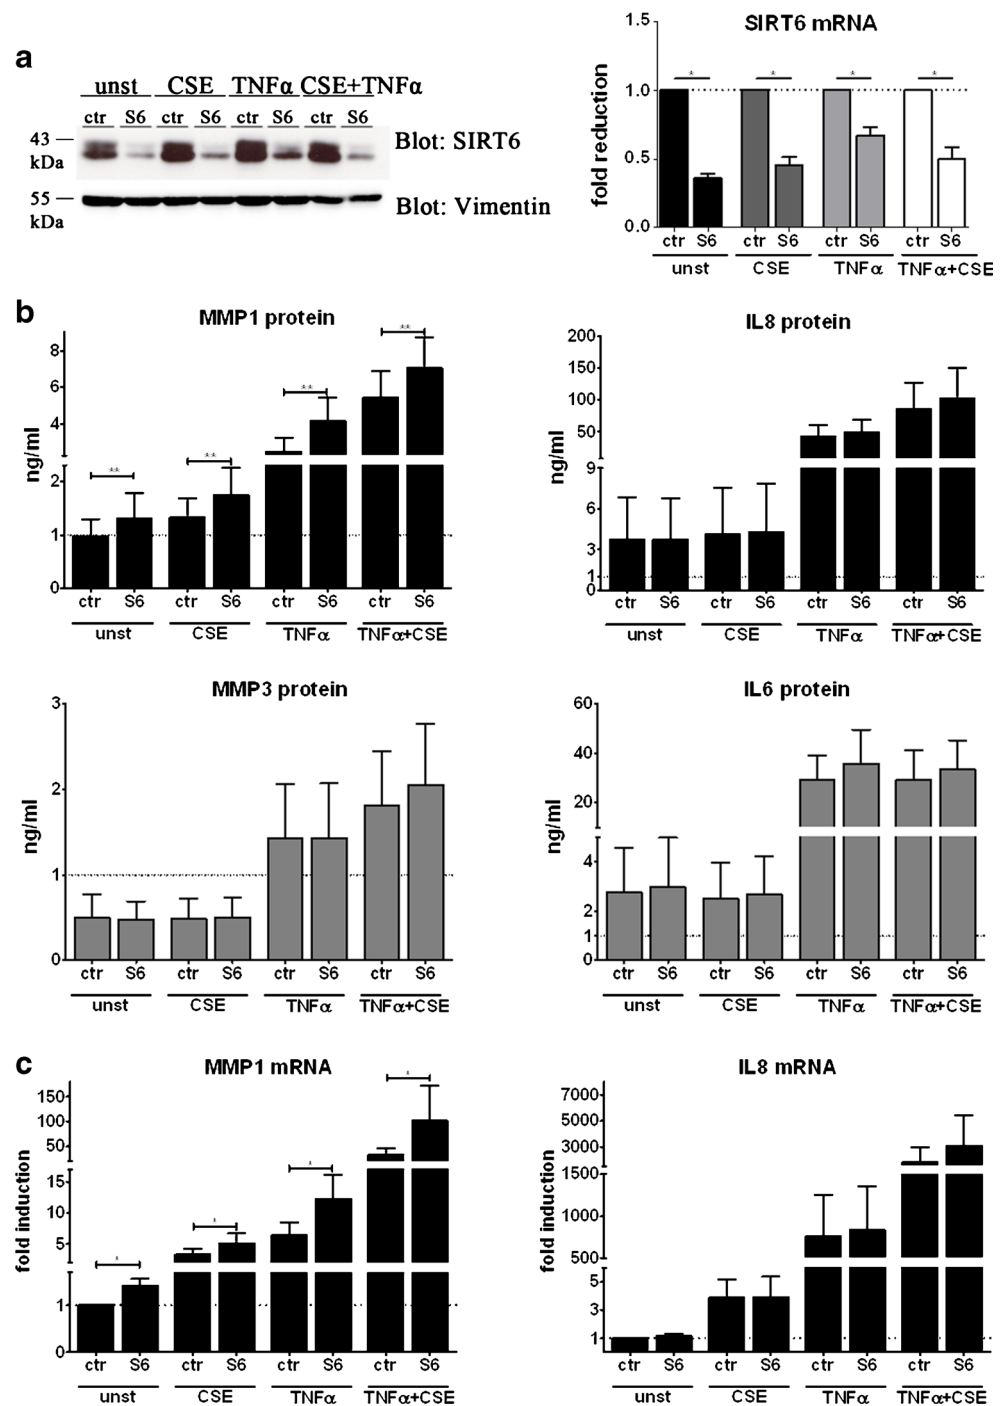 a
unst CSE TNFα CSE+TNFα
ctr S6 ctr S6 ctr S6 ctr S6
43
kDa
Blot: SIRT6
55
kDa
Blot: Vimentin
SIRT6 mRNA
fold reduction
1.5
1.0
0.5
0.0
* * * *
ctr S6 ctr S6 ctr S6 ctr S6
unst CSE TNFα TNFα+CSE
b
MMP1 protein
ng/ml
8
6
4
2
1
0
** ** ** **
ctr S6 ctr S6 ctr S6 ctr S6
unst CSE TNFα TNFα+CSE
IL8 protein
ng/ml
200
150
100
50
9
6
3
1
0
ctr S6 ctr S6 ctr S6 ctr S6
unst CSE TNFα TNFα+CSE
MMP3 protein
ng/ml
3
2
1
0
ctr S6 ctr S6 ctr S6 ctr S6
unst CSE TNFα TNFα+CSE
IL6 protein
ng/ml
60
40
20
4
2
1
0
ctr S6 ctr S6 ctr S6 ctr S6
unst CSE TNFα TNFα+CSE
c
MMP1 mRNA
fold induction
150
100
50
15
10
5
1
0
* * * *
ctr S6 ctr S6 ctr S6 ctr S6
unst CSE TNFα TNFα+CSE
IL8 mRNA
fold induction
7000
5000
3000
1500
1000
500
5
3
1
ctr S6 ctr S6 ctr S6 ctr S6
unst CSE TNFα TNFα+CSE